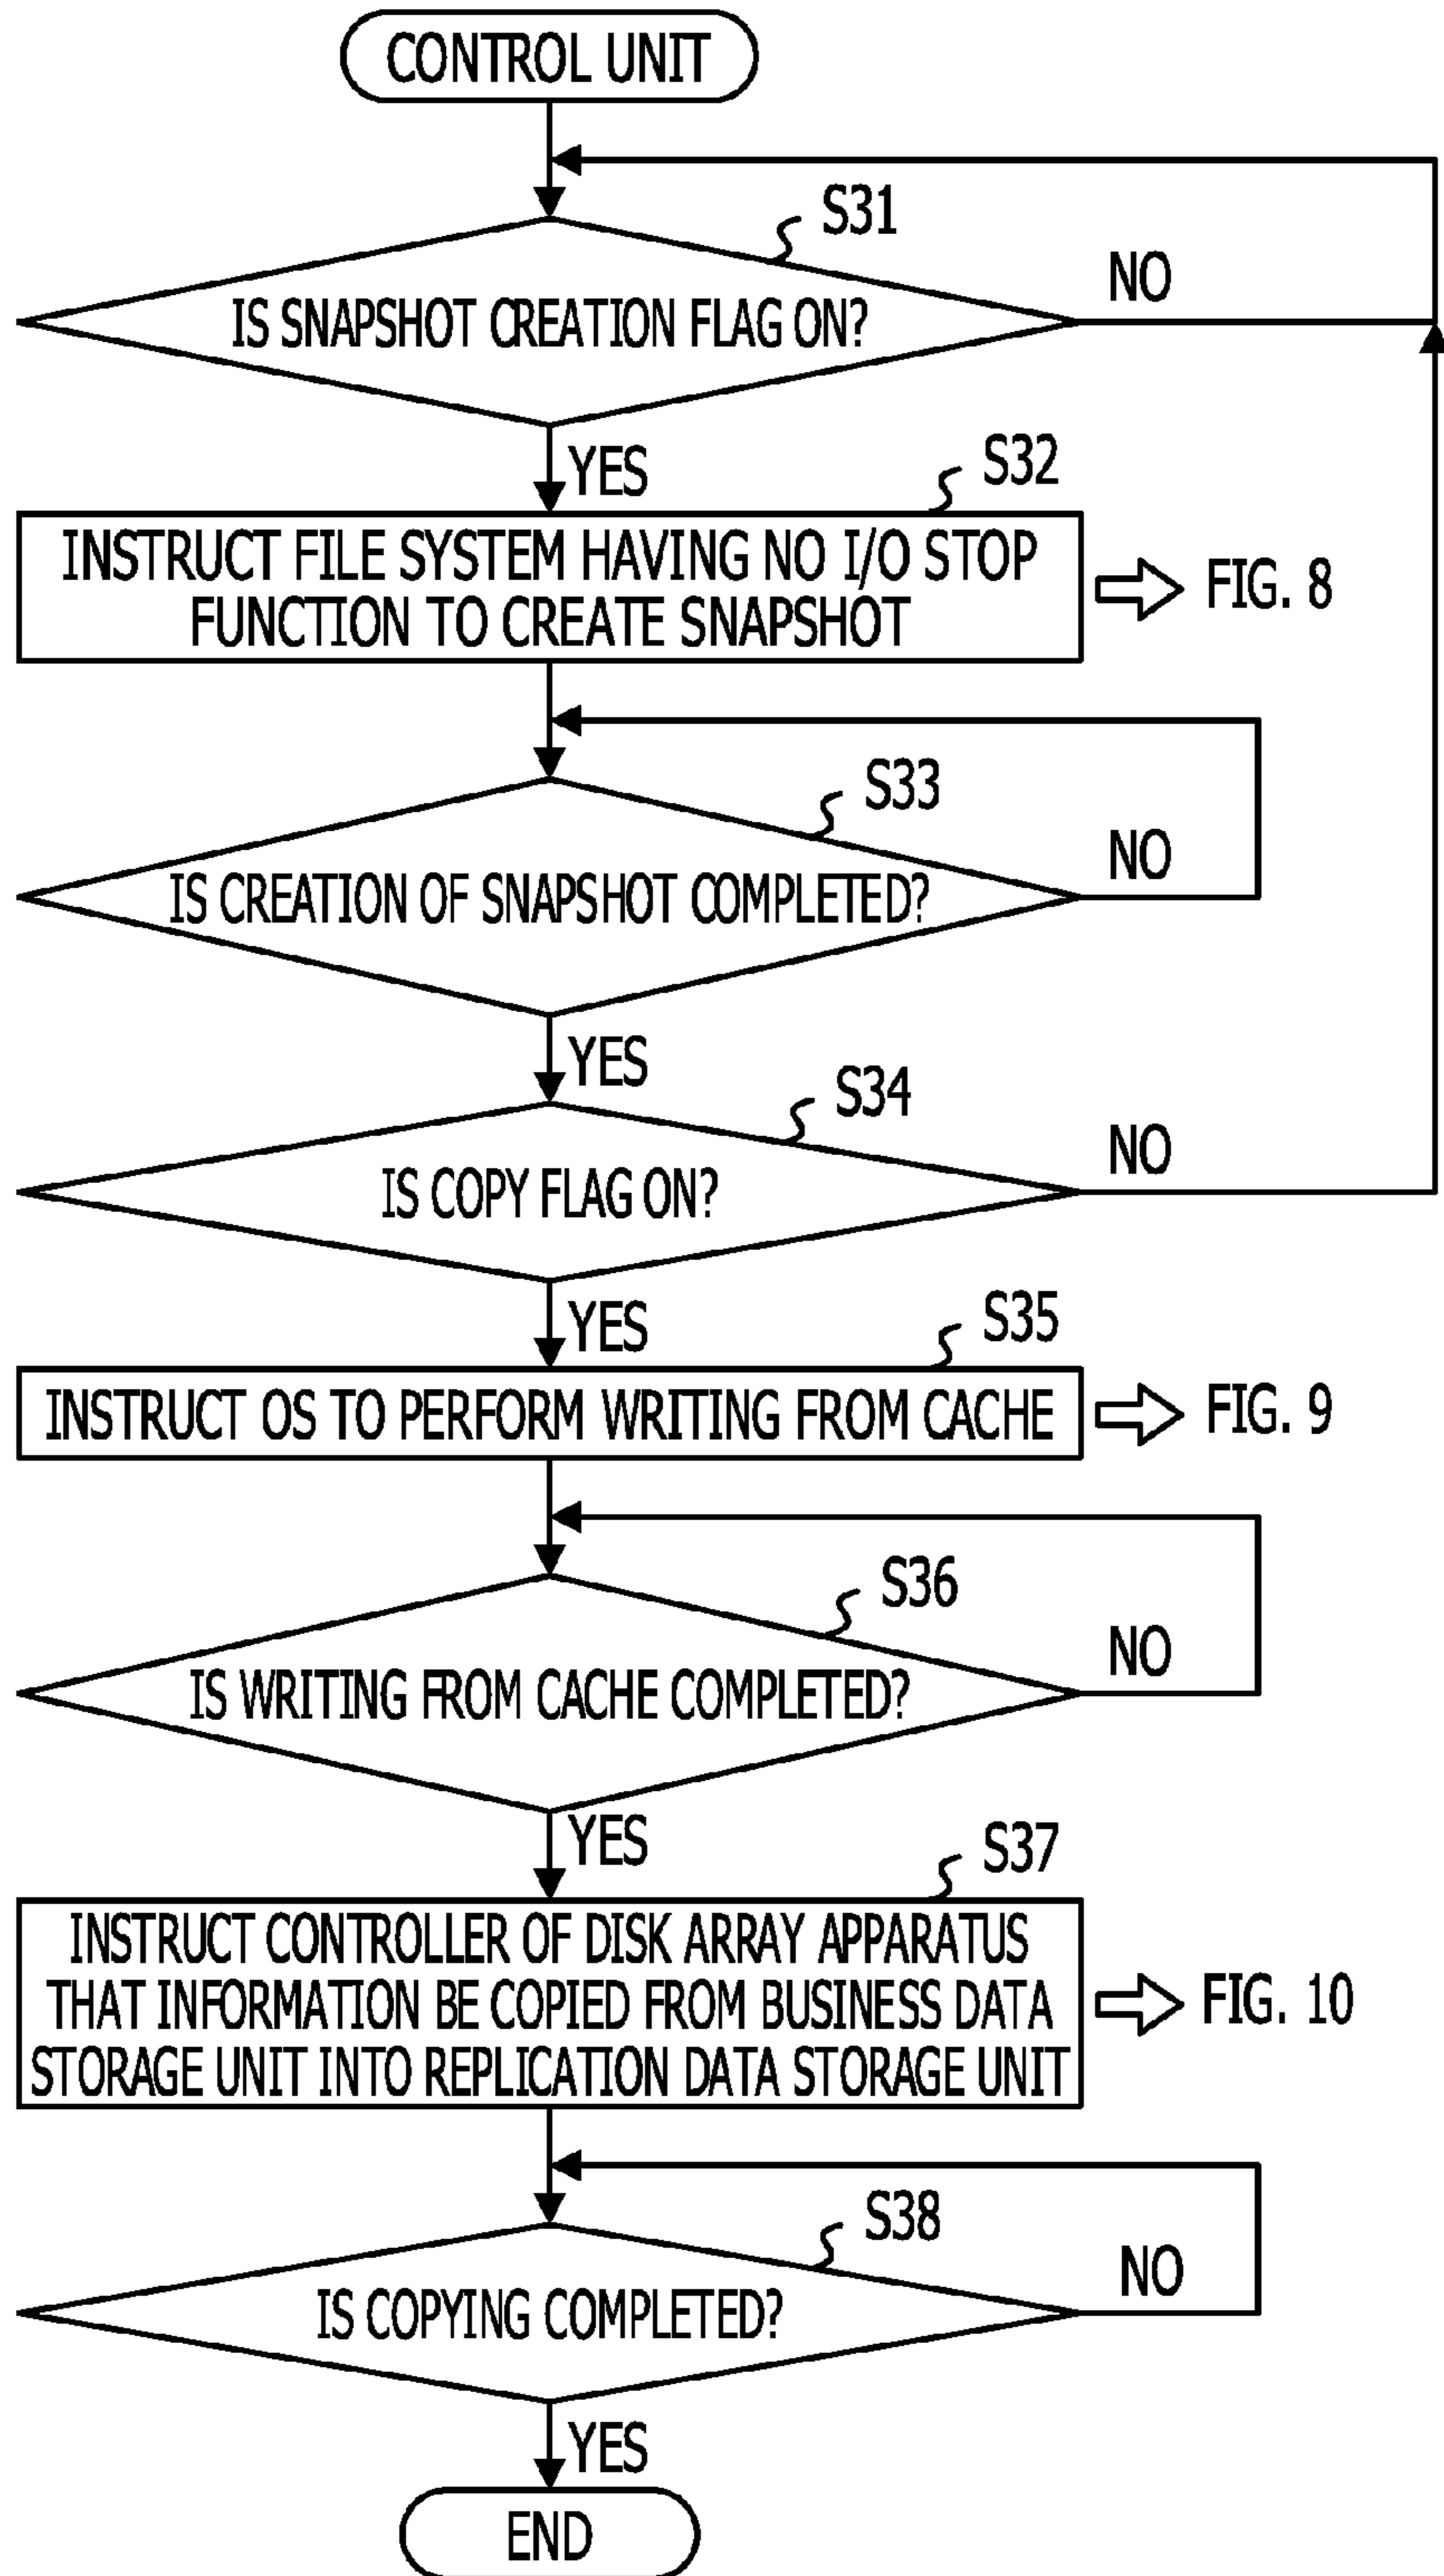 CONTROL UNIT
S31
IS SNAPSHOT CREATION FLAG ON?
NO
YES
S32
INSTRUCT FILE SYSTEM HAVING NO I/O STOP
FUNCTION TO CREATE SNAPSHOT
FIG. 8
S33
IS CREATION OF SNAPSHOT COMPLETED?
NO
YES
S34
IS COPY FLAG ON?
NO
YES
S35
INSTRUCT OS TO PERFORM WRITING FROM CACHE
FIG. 9
S36
IS WRITING FROM CACHE COMPLETED?
NO
YES
S37
INSTRUCT CONTROLLER OF DISK ARRAY APPARATUS
THAT INFORMATION BE COPIED FROM BUSINESS DATA
STORAGE UNIT INTO REPLICATION DATA STORAGE UNIT
FIG. 10
S38
IS COPYING COMPLETED?
NO
YES
END